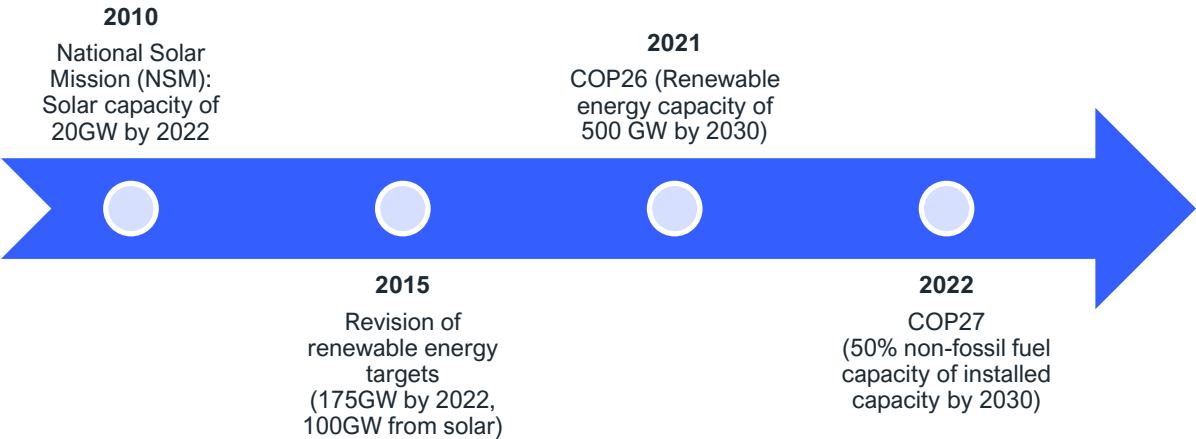 2010
National Solar
Mission (NSM):
Solar capacity of
20GW by 2022
2015
Revision of
renewable energy
targets
(175GW by 2022,
100GW from solar)
2021
COP26 (Renewable
energy capacity of
500 GW by 2030)
2022
COP27
(50% non-fossil fuel
capacity of installed
capacity by 2030)